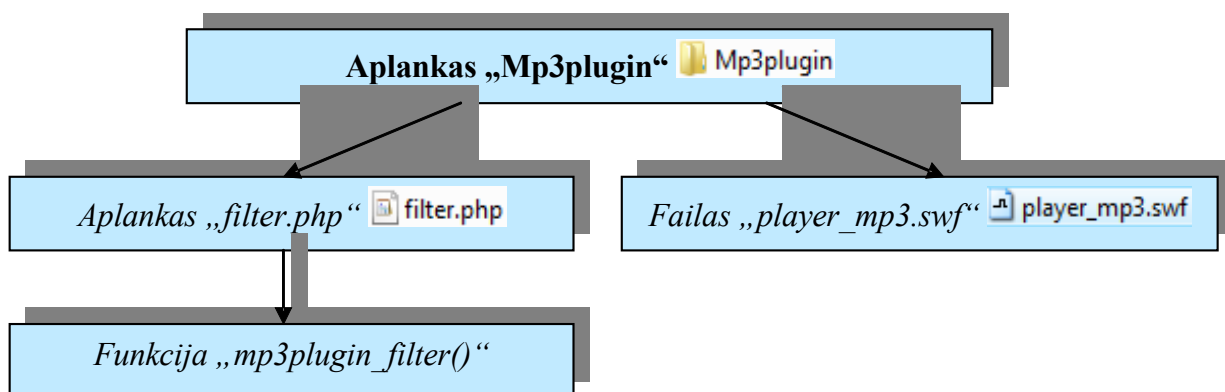 Aplankas „Mp3plugin“ Mp3plugin
Aplankas „filter.php“ filter.php
Failas „player_mp3.swf“ player_mp3.swf
Funkcija „mp3plugin_filter()“